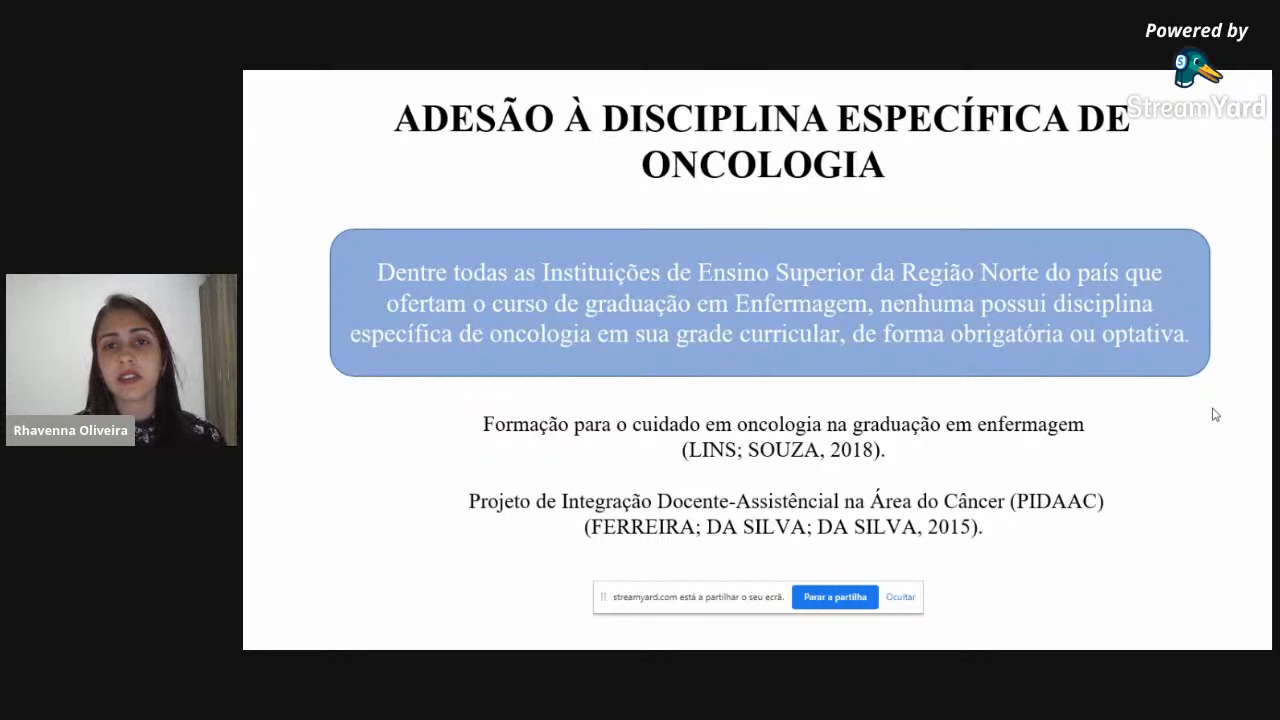 Powered by
StreamYard
ADESÃO À DISCIPLINA ESPECÍFICA DE
ONCOLOGIA
Dentre todas as Instituições de Ensino Superior da Região Norte do país que
ofertam o curso de graduação em Enfermagem, nenhuma possui disciplina
específica de oncologia em sua grade curricular, de forma obrigatória ou optativa.
Rhavenna Oliveira
Formação para o cuidado em oncologia na graduação em enfermagem
(LINS; SOUZA, 2018).
Projeto de Integração Docente-Assistêncial na Área do Câncer (PIDAAC)
(FERREIRA; DA SILVA; DA SILVA, 2015).
streamyard.com está a partilhar o seu ecrã. Parar a partilha Ocultar